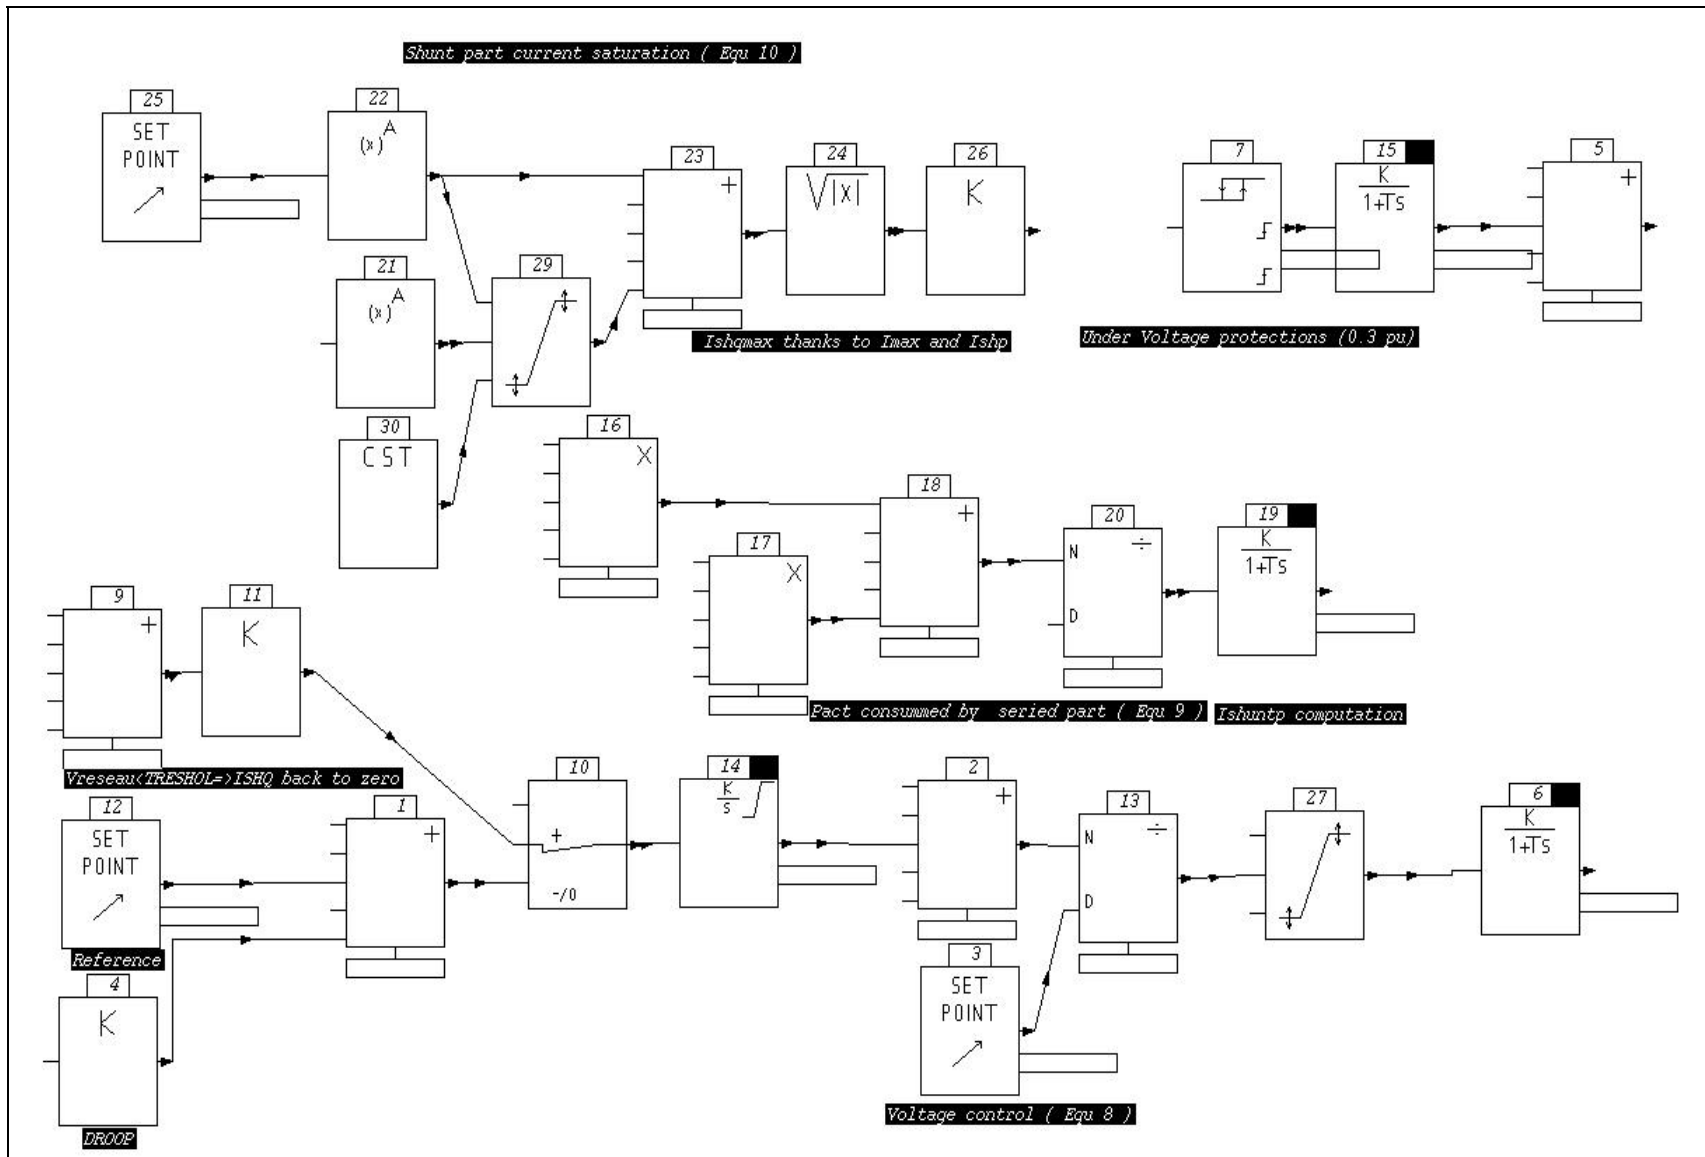 Shunt part current saturation ( Equ 10 )
25
SET
POINT
22
(x)^A
23
+
24
√|x|
26
K
7
15
K
1+Ts
5
+
21
(x)^A
29
Ishqmax thanks to Imax and Ishp
Under Voltage protections (0.3 pu)
30
CST
16
X
18
+
17
X
20
÷
N
D
19
K
1+Ts
9
+
11
K
Pact consummed by seried part ( Equ 9 )
Ishuntp computation
Vreseau<TRESHOL=>ISHQ back to zero
12
SET
POINT
Reference
1
+
10
+
-/0
14
K
s
2
+
13
÷
N
D
27
6
K
1+Ts
4
K
DROOP
3
SET
POINT
Voltage control ( Equ 8 )